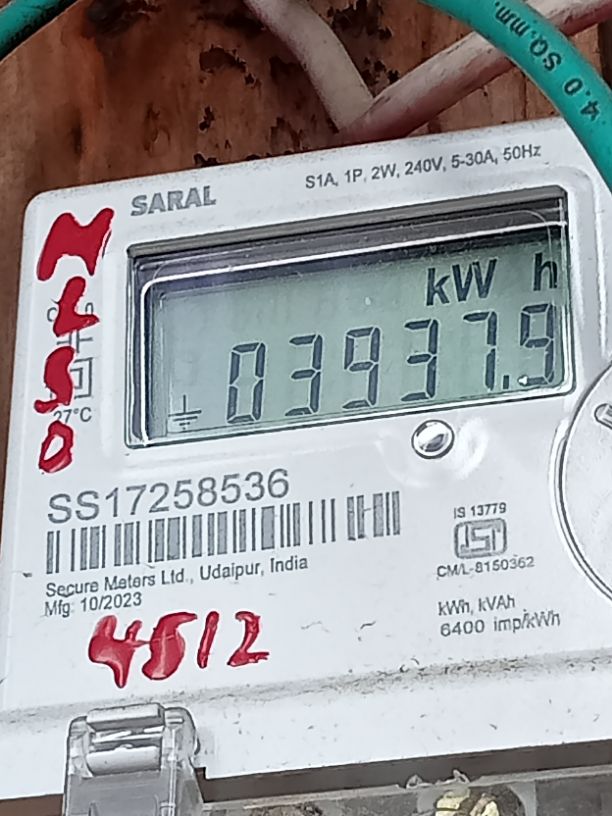 4.0 SQ.mm.
SARAL
S1A, 1P, 2W, 240V, 5-30A, 50Hz
kW h
03937.9
27°C
SS17258536
Secure Meters Ltd., Udaipur, India
Mfg: 10/2023
IS 13779
ISI
CM/L-8150362
kWh, kVAh
6400 imp/kWh
4512